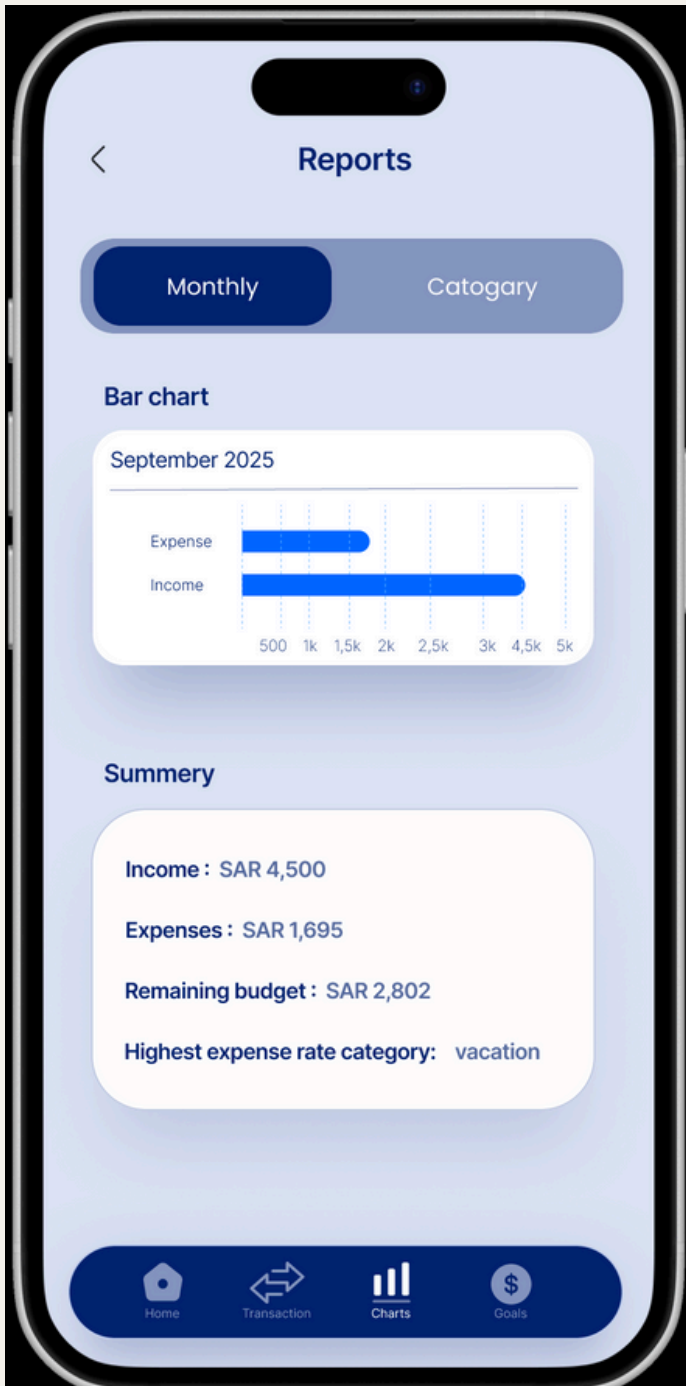 Reports
Monthly Catogary
Bar chart
September 2025
Expense
Income
500 1k 1,5k 2k 2,5k 3k 4,5k 5k
Summery
Income : SAR 4,500
Expenses : SAR 1,695
Remaining budget : SAR 2,802
Highest expense rate category: vacation
Home Transaction Charts Goals